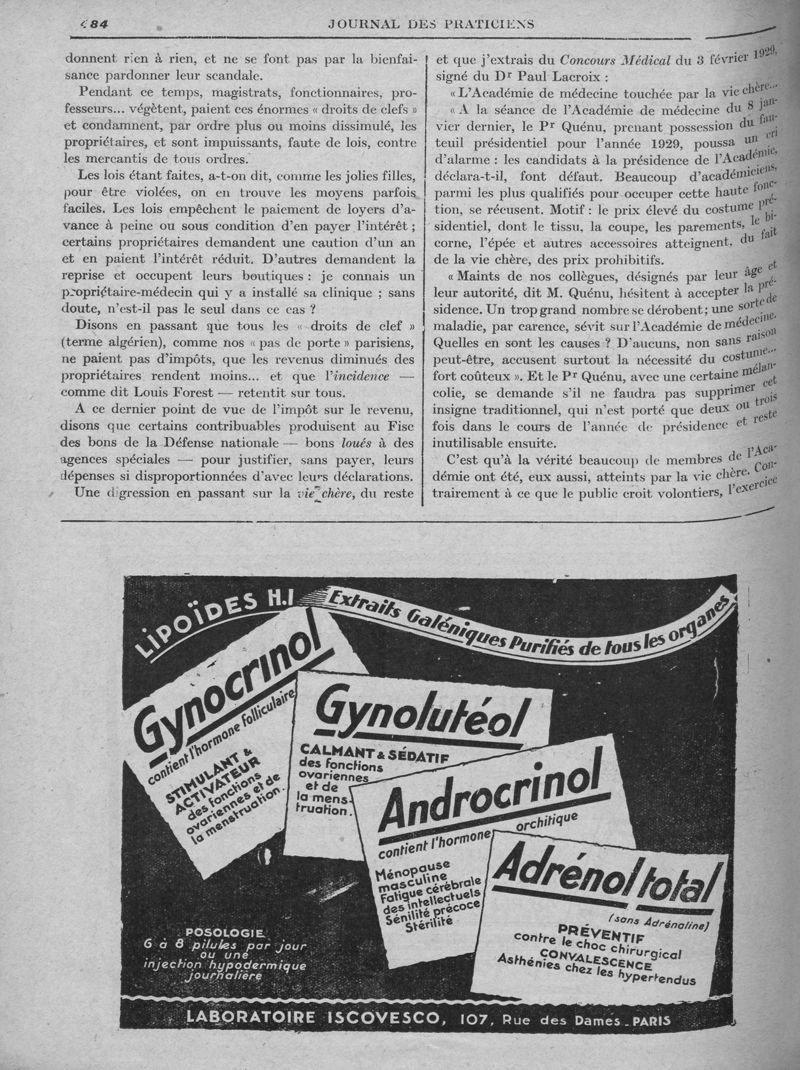 484
JOURNAL DES PRATICIENS
donnent rien à rien, et ne se font pas par la bienfai-
sance pardonner leur scandale.
Pendant ce temps, magistrats, fonctionnaires, pro-
fesseurs... végètent, paient ces énormes « droits de clefs »
et condamnent, par ordre plus ou moins dissimulé, les
propriétaires, et sont impuissants, faute de lois, contre
les mercantis de tous ordres.
Les lois étant faites, a-t-on dit, comme les jolies filles,
pour être violées, on en trouve les moyens parfois
faciles. Les lois empêchent le paiement de loyers d'a-
vance à peine ou sous condition d'en payer l'intérêt ;
certains propriétaires demandent une caution d'un an
et en paient l'intérêt réduit. D'autres demandent la
reprise et occupent leurs boutiques : je connais un
propriétaire-médecin qui y a installé sa clinique ; sans
doute, n'est-il pas le seul dans ce cas ?
Disons en passant que tous les « droits de clef »
(terme algérien), comme nos « pas de porte » parisiens,
ne paient pas d'impôts, que les revenus diminués des
propriétaires rendent moins... et que l'incidence —
comme dit Louis Forest — retentit sur tous.
A ce dernier point de vue de l'impôt sur le revenu,
disons que certains contribuables produisent au Fisc
des bons de la Défense nationale — bons loués à des
agences spéciales — pour justifier, sans payer, leurs
dépenses si disproportionnées d'avec leurs déclarations.
Une digression en passant sur la vie chère, du reste
et que j'extrais du Concours Médical du 3 février 1929,
signé du Dr Paul Lacroix :
« L'Académie de médecine touchée par la vie chère...
« A la séance de l'Académie de médecine du 8 jan-
vier dernier, le Pr Quénu, prenant possession du fau-
teuil présidentiel pour l'année 1929, poussa un cri
d'alarme : les candidats à la présidence de l'Académie,
déclara-t-il, font défaut. Beaucoup d'académiciens,
parmi les plus qualifiés pour occuper cette haute fonc-
tion, se récusent. Motif : le prix élevé du costume pré-
sidentiel, dont le tissu, la coupe, les parements, le bi-
corne, l'épée et autres accessoires atteignent, du fait
de la vie chère, des prix prohibitifs.
« Maints de nos collègues, désignés par leur âge et
leur autorité, dit M. Quénu, hésitent à accepter la pré-
sidence. Un trop grand nombre se dérobent ; une sorte de
maladie, par carence, sévit sur l'Académie de médecine.
Quelles en sont les causes ? D'aucuns, non sans raison
peut-être, accusent surtout la nécessité du costume...
fort coûteux ». Et le Pr Quénu, avec une certaine mélan-
colie, se demande s'il ne faudra pas supprimer cet
insigne traditionnel, qui n'est porté que deux ou trois
fois dans le cours de l'année de présidence et reste
inutilisable ensuite.
C'est qu'à la vérité beaucoup de membres de l'Aca-
démie ont été, eux aussi, atteints par la vie chère. Con-
trairement à ce que le public croit volontiers, l'exercice
LIPOÏDES H.I
Extraits Galéniques Purifiés de tous les organes
Gynocrinol
contient l'hormone folliculaire
STIMULANT &
ACTIVATEUR
des fonctions
ovariennes et de
la menstruation.
Gynolutéol
CALMANT & SÉDATIF
des fonctions
ovariennes
et de
la mens-
truation.
Androcrinol
contient l'hormone orchitique
Ménopause
masculine
Fatigue cérébrale
des intellectuels
Sénilité précoce
Stérilité
Adrénol total
(sans Adrénaline)
PRÉVENTIF
contre le choc chirurgical
CONVALESCENCE
Asthénies chez les hypertendus
POSOLOGIE
6 à 8 pilules par jour
ou une
injection hypodermique
journalière
LABORATOIRE ISCOVESCO, 107, Rue des Dames - PARIS